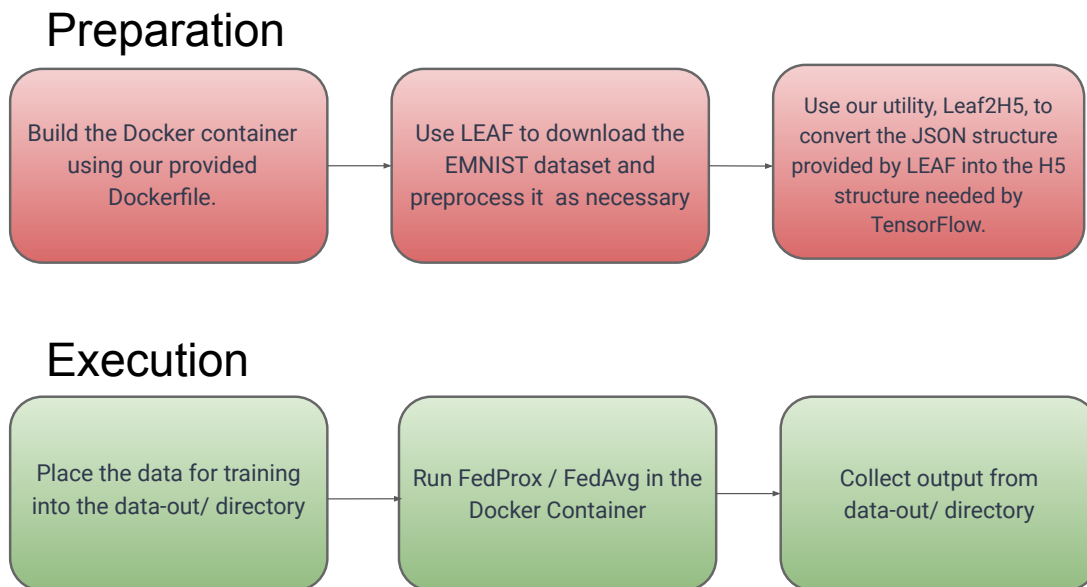 Preparation
Build the Docker container
using our provided
Dockerfile.
Use LEAF to download the
EMNIST dataset and
preprocess it as necessary
Use our utility, Leaf2H5, to
convert the JSON structure
provided by LEAF into the H5
structure needed by
TensorFlow.
Execution
Place the data for training
into the data-out/ directory
Run FedProx / FedAvg in the
Docker Container
Collect output from
data-out/ directory